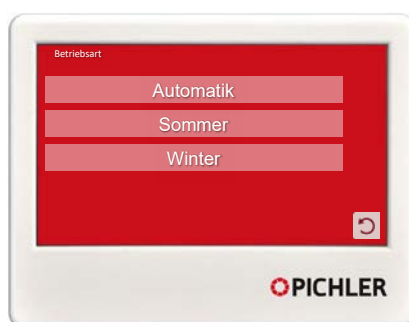 Betriebsart
Automatik
Sommer
Winter
PICHLER